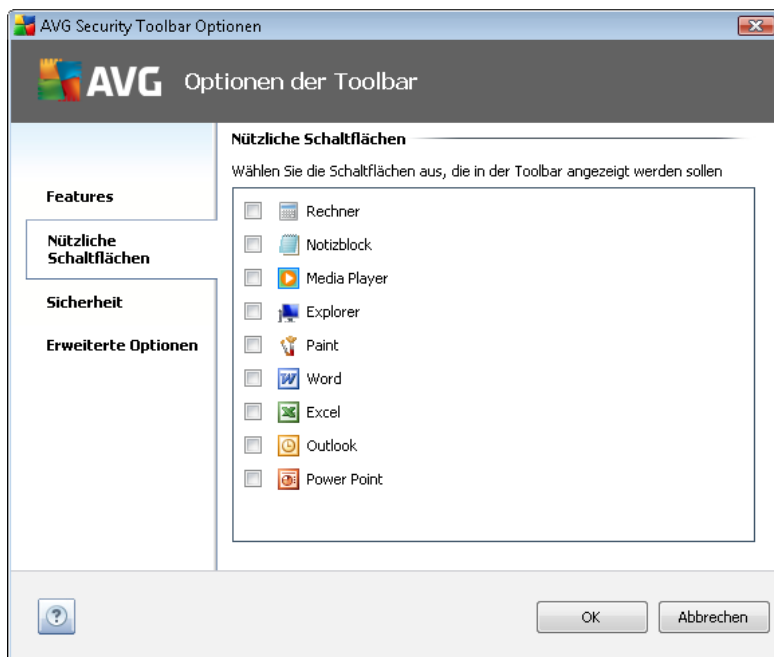 AVG Security Toolbar Optionen
AVG Optionen der Toolbar
Features
Nützliche
Schaltflächen
Sicherheit
Erweiterte Optionen
Nützliche Schaltflächen
Wählen Sie die Schaltflächen aus, die in der Toolbar angezeigt werden sollen
Rechner
Notizblock
Media Player
Explorer
Paint
Word
Excel
Outlook
Power Point
?
OK
Abbrechen